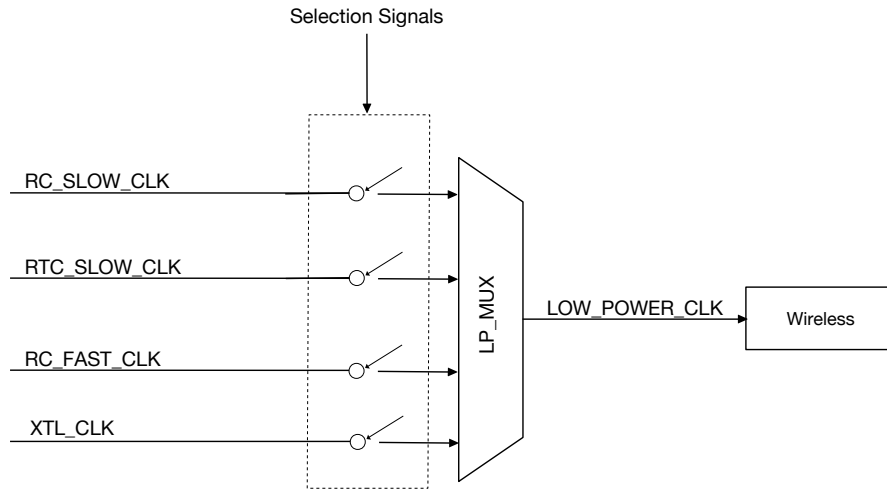 Selection Signals
RC_SLOW_CLK
RTC_SLOW_CLK
RC_FAST_CLK
XTL_CLK
LP_MUX
LOW_POWER_CLK
Wireless